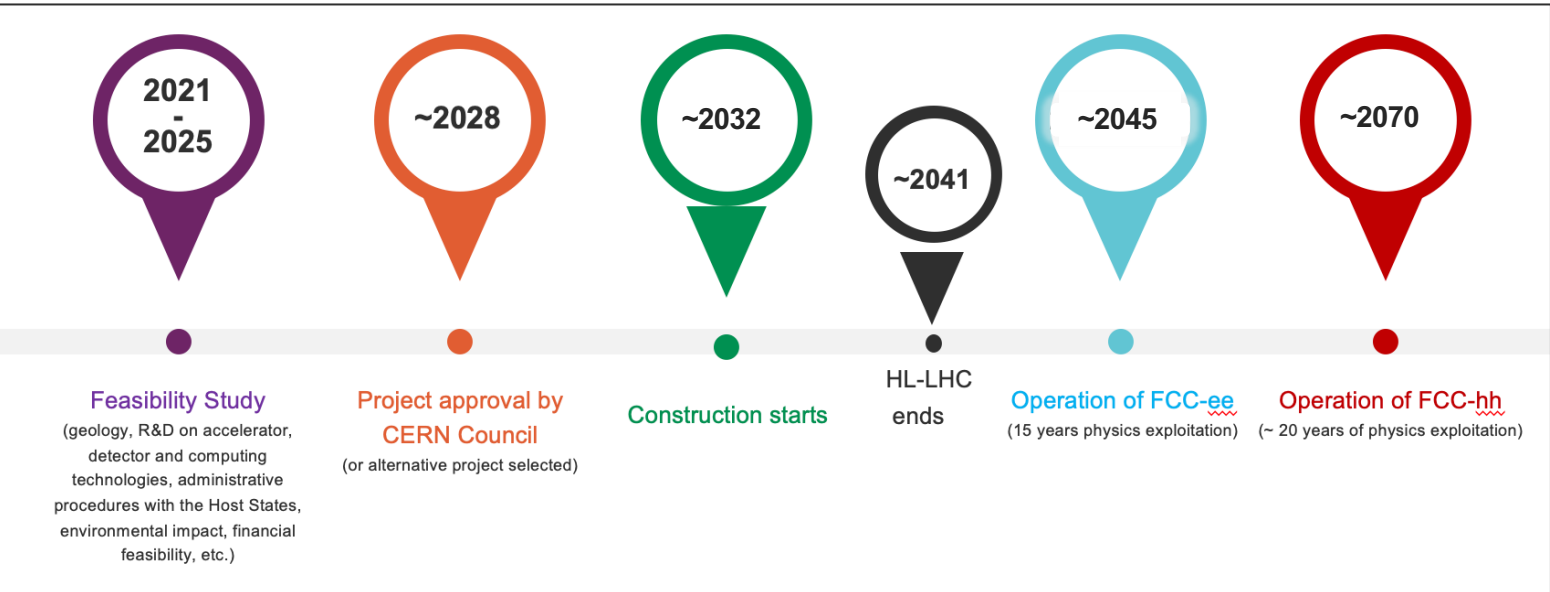 2021
-
2025
~2028
~2032
~2041
~2045
~2070
Feasibility Study
(geology, R&D on accelerator,
detector and computing
technologies, administrative
procedures with the Host States,
environmental impact, financial
feasibility, etc.)
Project approval by
CERN Council
(or alternative project selected)
Construction starts
HL-LHC
ends
Operation of FCC-ee
(15 years physics exploitation)
Operation of FCC-hh
(~ 20 years of physics exploitation)